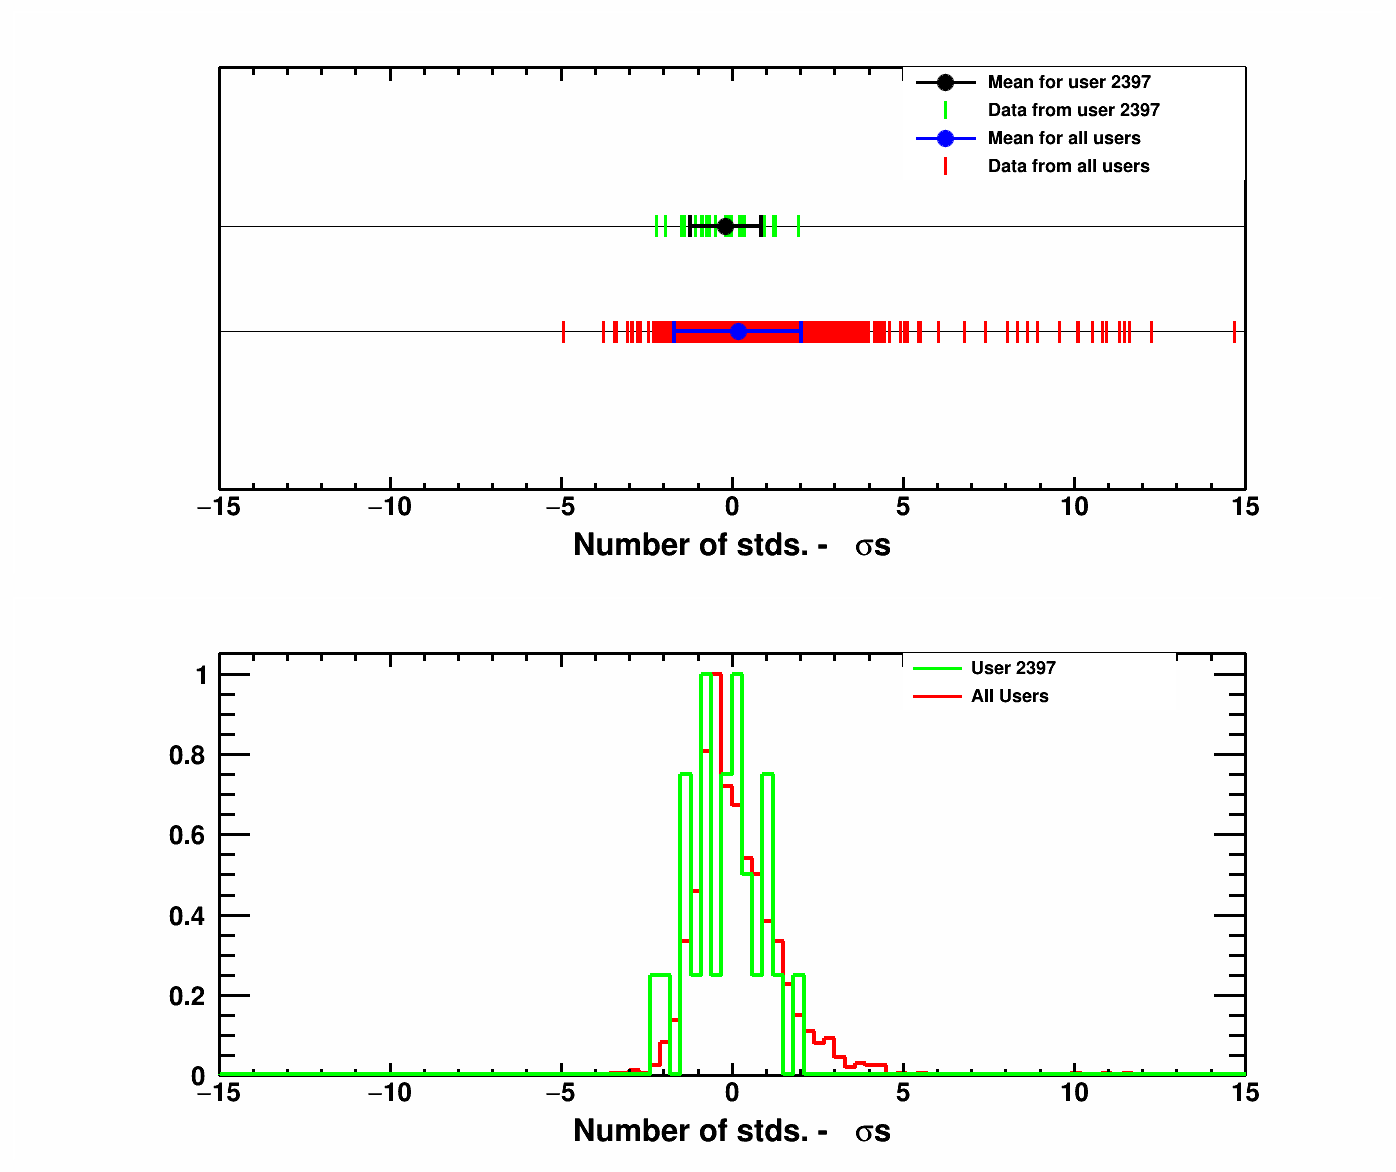 Mean for user 2397
Data from user 2397
Mean for all users
Data from all users
−15 −10 −5 0 5 10 15
Number of stds. - σs
User 2397
All Users
1
0.8
0.6
0.4
0.2
0
−15 −10 −5 0 5 10 15
Number of stds. - σs